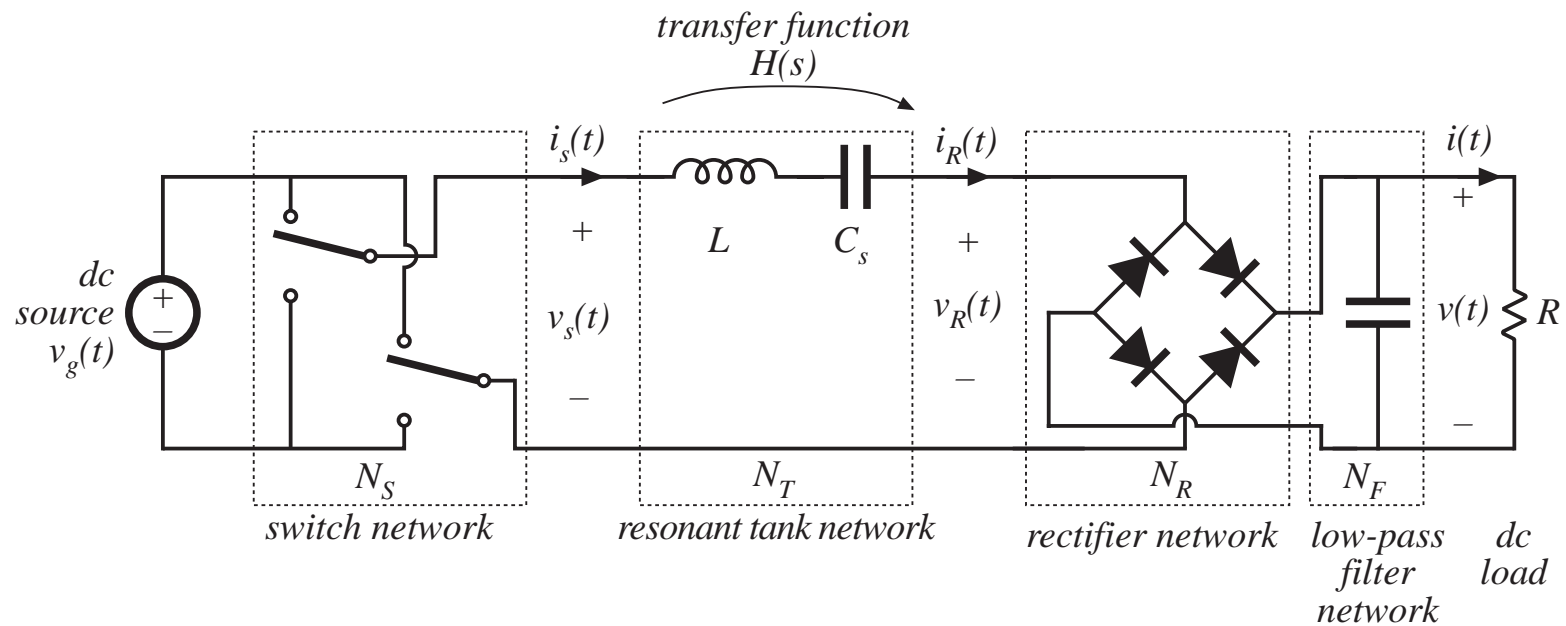 transfer function
H(s)
i_s(t)
i_R(t)
i(t)
+
+
+
L
C_s
dc
source
v_g(t)
+
–
v_s(t)
v_R(t)
v(t)
R
–
–
–
N_S
N_T
N_R
N_F
switch network
resonant tank network
rectifier network
low-pass
filter
network
dc
load